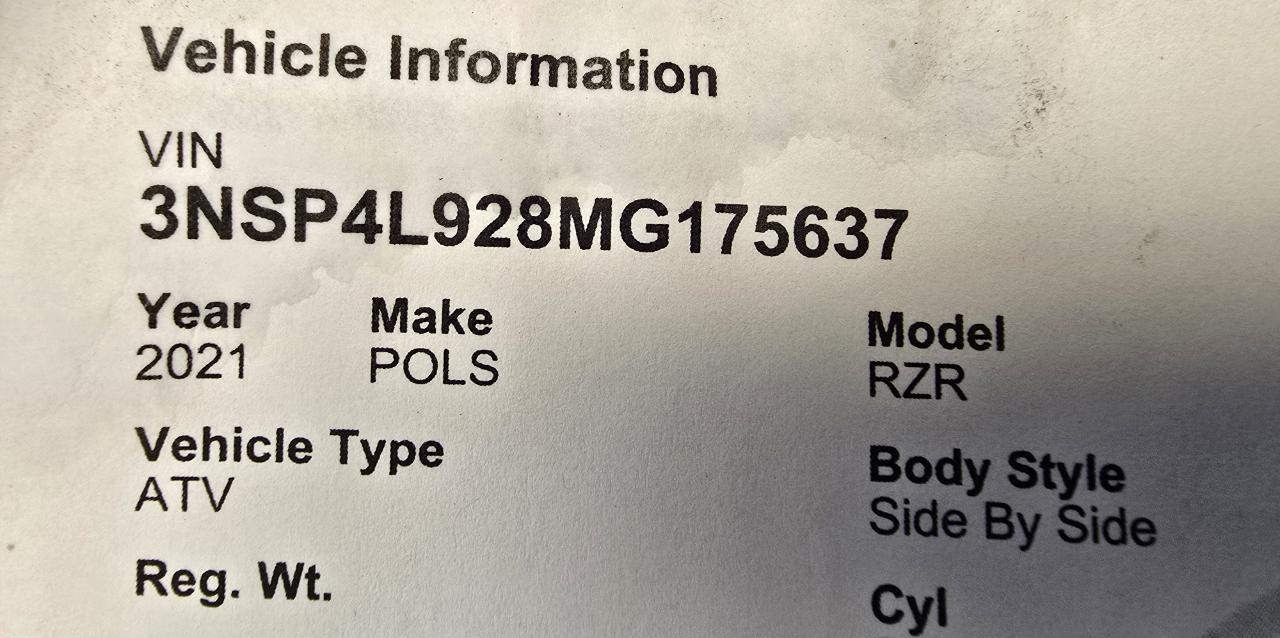 Vehicle Information
VIN
3NSP4L928MG175637
Year Make Model
2021 POLS RZR
Vehicle Type Body Style
ATV Side By Side
Reg. Wt. Cyl